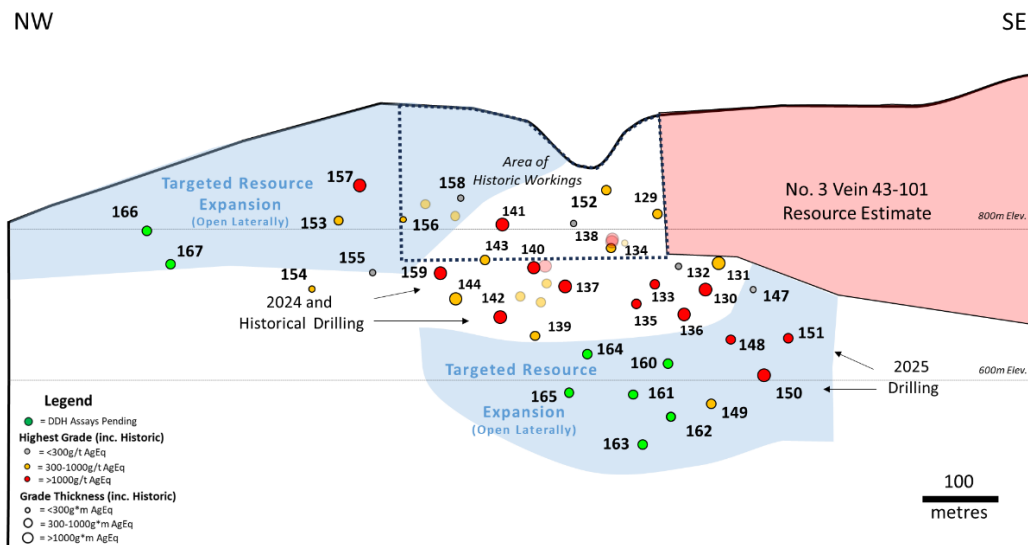 NW
SE
Area of
Historic Workings
Targeted Resource
Expansion
(Open Laterally)
No. 3 Vein 43-101
Resource Estimate
800m Elev.
157
158
152
129
166
153
156
141
138
134
167
155
143
140
132
131
154
159
144
137
133
130
147
2024 and
Historical Drilling
142
135
136
139
148
151
164
160
Targeted Resource
Expansion
(Open Laterally)
2025
Drilling
600m Elev.
165
161
150
149
162
163
Legend
= DDH Assays Pending
Highest Grade (inc. Historic)
= <300g/t AgEq
= 300-1000g/t AgEq
= >1000g/t AgEq
Grade Thickness (inc. Historic)
= <300g*m AgEq
= 300-1000g*m AgEq
= >1000g*m AgEq
100
metres